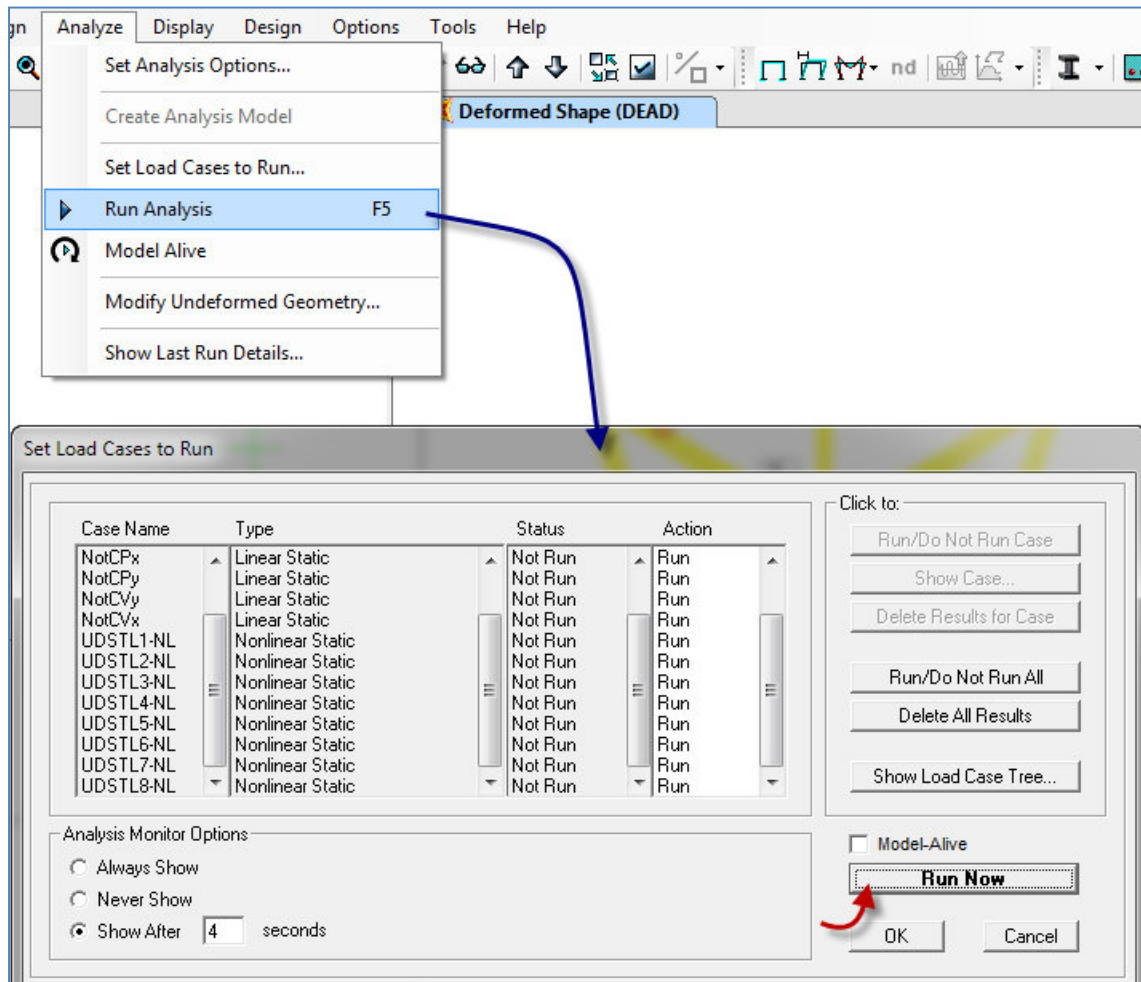 gn Analyze Display Design Options Tools Help
Set Analysis Options...
nd
Create Analysis Model
Deformed Shape (DEAD)
Set Load Cases to Run...
Run Analysis F5
Model Alive
Modify Undeformed Geometry...
Show Last Run Details...
Set Load Cases to Run
Click to:
Case Name Type Status Action
Run/Do Not Run Case
NotCPx Linear Static Not Run Run
NotCPy Linear Static Not Run Run
Show Case...
NotCVy Linear Static Not Run Run
NotCVx Linear Static Not Run Run
Delete Results for Case
UDSTL1-NL Nonlinear Static Not Run Run
UDSTL2-NL Nonlinear Static Not Run Run
UDSTL3-NL Nonlinear Static Not Run Run
Run/Do Not Run All
UDSTL4-NL Nonlinear Static Not Run Run
UDSTL5-NL Nonlinear Static Not Run Run
Delete All Results
UDSTL6-NL Nonlinear Static Not Run Run
UDSTL7-NL Nonlinear Static Not Run Run
UDSTL8-NL Nonlinear Static Not Run Run
Show Load Case Tree...
Analysis Monitor Options
Model-Alive
Always Show
Run Now
Never Show
Show After 4 seconds
OK Cancel